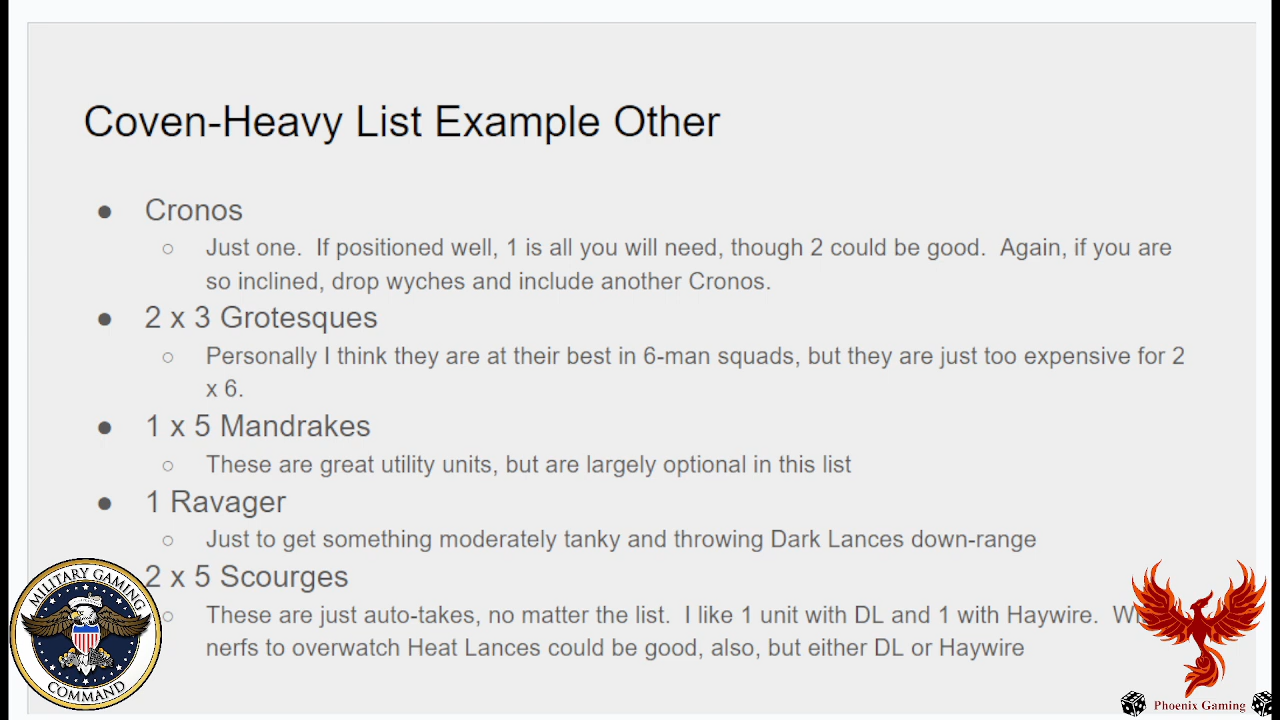 Coven-Heavy List Example Other
● Cronos
○ Just one. If positioned well, 1 is all you will need, though 2 could be good. Again, if you are
so inclined, drop wyches and include another Cronos.
● 2 x 3 Grotesques
○ Personally I think they are at their best in 6-man squads, but they are just too expensive for 2
x 6.
● 1 x 5 Mandrakes
○ These are great utility units, but are largely optional in this list
● 1 Ravager
○ Just to get something moderately tanky and throwing Dark Lances down-range
2 x 5 Scourges
○ These are just auto-takes, no matter the list. I like 1 unit with DL and 1 with Haywire.
nerfs to overwatch Heat Lances could be good, also, but either DL or Haywire
MILITARY GAMING
COMMAND
Phoenix Gaming